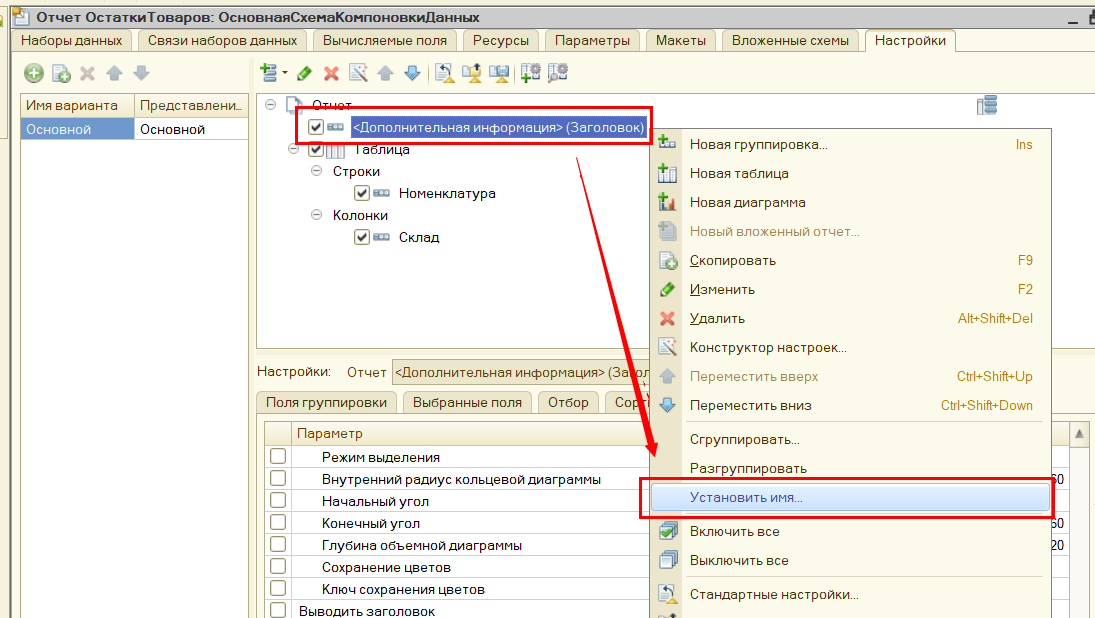 Отчет ОстаткиТоваров: ОсновнаяСхемаКомпоновкиДанных
Наборы данных Связи наборов данных Вычисляемые поля Ресурсы Параметры Макеты Вложенные схемы Настройки
Имя варианта Представлени...
Основной Основной
Отчет
<Дополнительная информация> (Заголовок)
Таблица
Строки
Номенклатура
Колонки
Склад
Новая группировка... Ins
Новая таблица
Новая диаграмма
Новый вложенный отчет...
Скопировать F9
Изменить F2
Удалить Alt+Shift+Del
Конструктор настроек...
Переместить вверх Ctrl+Shift+Up
Переместить вниз Ctrl+Shift+Down
Сгруппировать...
Разгруппировать
Установить имя...
Включить все
Выключить все
Стандартные настройки...
Настройки: Отчет <Дополнительная информация> (Загол
Поля группировки Выбранные поля Отбор Сорт
Параметр
Режим выделения
Внутренний радиус кольцевой диаграммы 60
Начальный угол
Конечный угол 60
Глубина объемной диаграммы 20
Сохранение цветов
Ключ сохранения цветов
Выводить заголовок